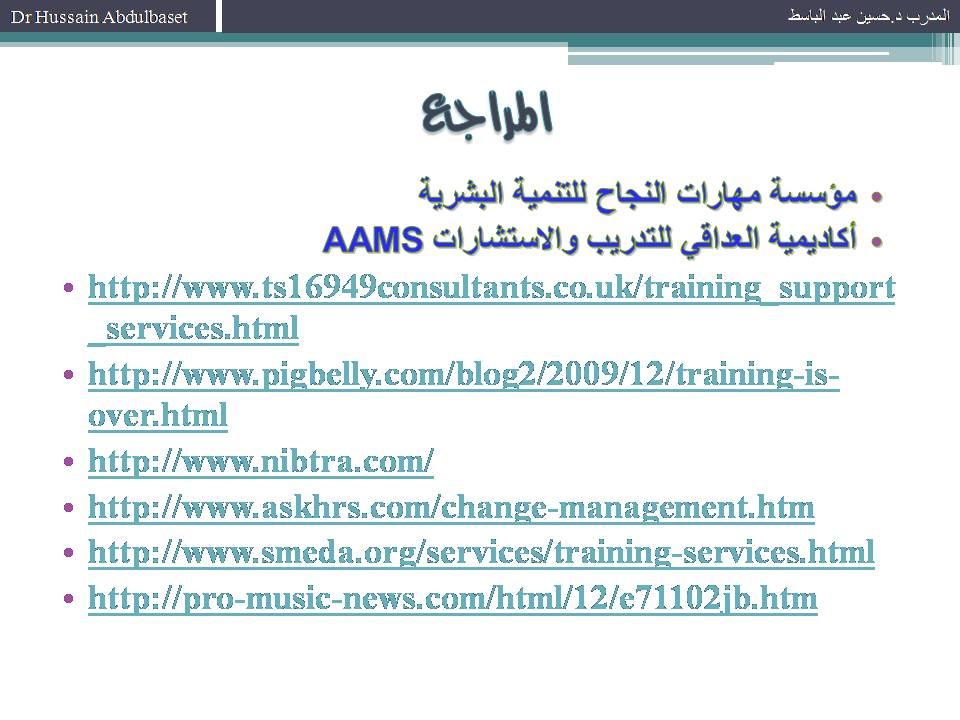 Dr Hussain Abdulbaset
المدرب د.حسين عبد الباسط
المراجع
• مؤسسة مهارات النجاح للتنمية البشرية
• أكاديمية العداقي للتدريب والاستشارات AAMS
• http://www.ts16949consultants.co.uk/training_support
_services.html
• http://www.pigbelly.com/blog2/2009/12/training-is-
over.html
• http://www.nibtra.com/
• http://www.askhrs.com/change-management.htm
• http://www.smeda.org/services/training-services.html
• http://pro-music-news.com/html/12/e71102jb.htm